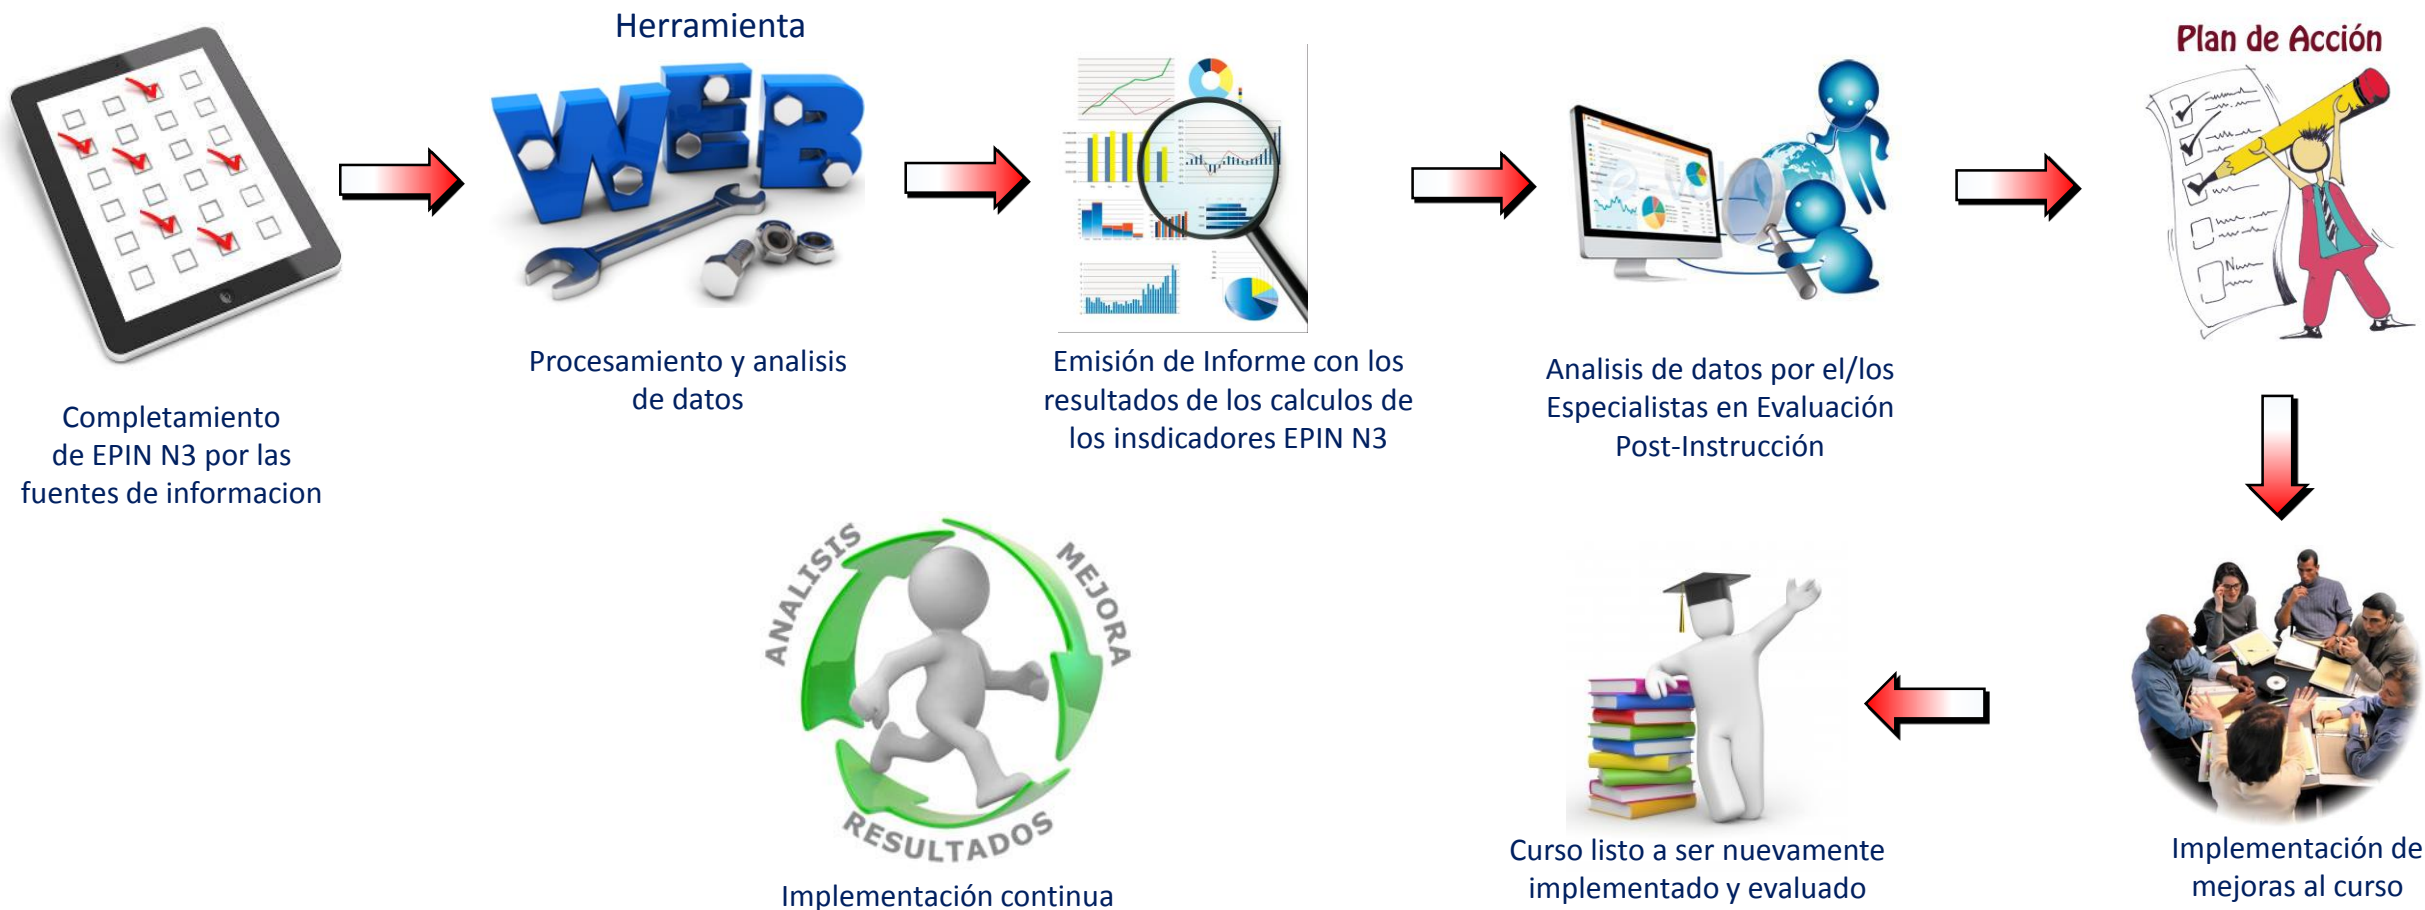 Herramienta
WEB
Plan de Acción
Completamiento
de EPIN N3 por las
fuentes de informacion
Procesamiento y analisis
de datos
Emisión de Informe con los
resultados de los calculos de
los insdicadores EPIN N3
Analisis de datos por el/los
Especialistas en Evaluación
Post-Instrucción
Implementación de
mejoras al curso
Curso listo a ser nuevamente
implementado y evaluado
ANALISIS
MEJORA
RESULTADOS
Implementación continua